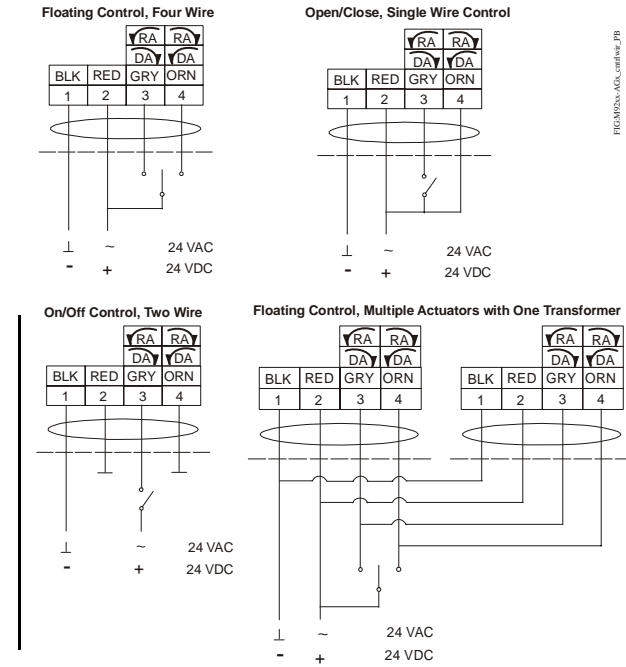 Floating Control, Four Wire
RA RA
DA DA
BLK RED GRY ORN
1 2 3 4
⊥ ~ 24 VAC
- + 24 VDC
Open/Close, Single Wire Control
RA RA
DA DA
BLK RED GRY ORN
1 2 3 4
⊥ ~ 24 VAC
- + 24 VDC
FIG:M92xx-AGx_cntrlwir_PB
On/Off Control, Two Wire
RA RA
DA DA
BLK RED GRY ORN
1 2 3 4
⊥ ~ 24 VAC
- + 24 VDC
Floating Control, Multiple Actuators with One Transformer
RA RA
DA DA
BLK RED GRY ORN
1 2 3 4
RA RA
DA DA
BLK RED GRY ORN
1 2 3 4
⊥ ~ 24 VAC
- + 24 VDC